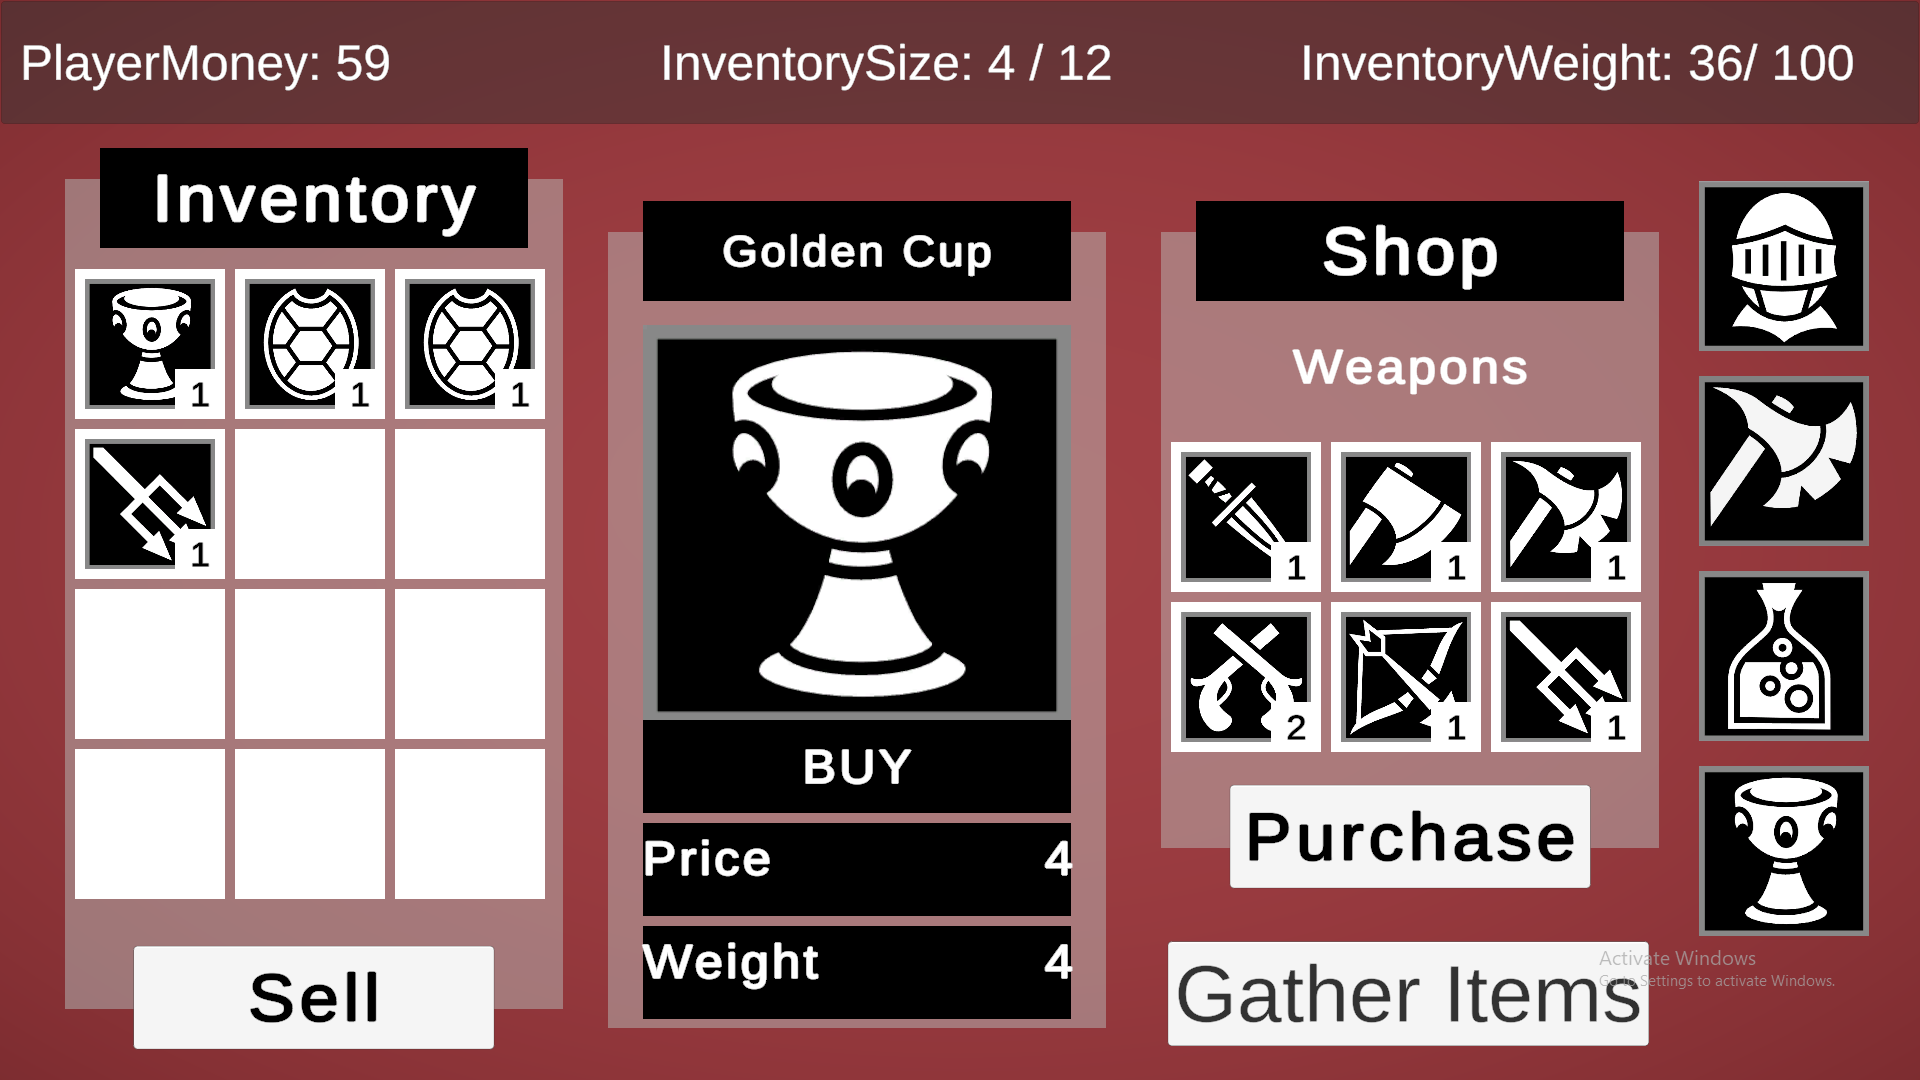 PlayerMoney: 59
InventorySize: 4 / 12
InventoryWeight: 36/ 100
Inventory
1
1
1
1
Sell
Golden Cup
BUY
Price 4
Weight 4
Shop
Weapons
1
1
1
2
1
1
Purchase
Gather Items
Activate Windows
Go to Settings to activate Windows.